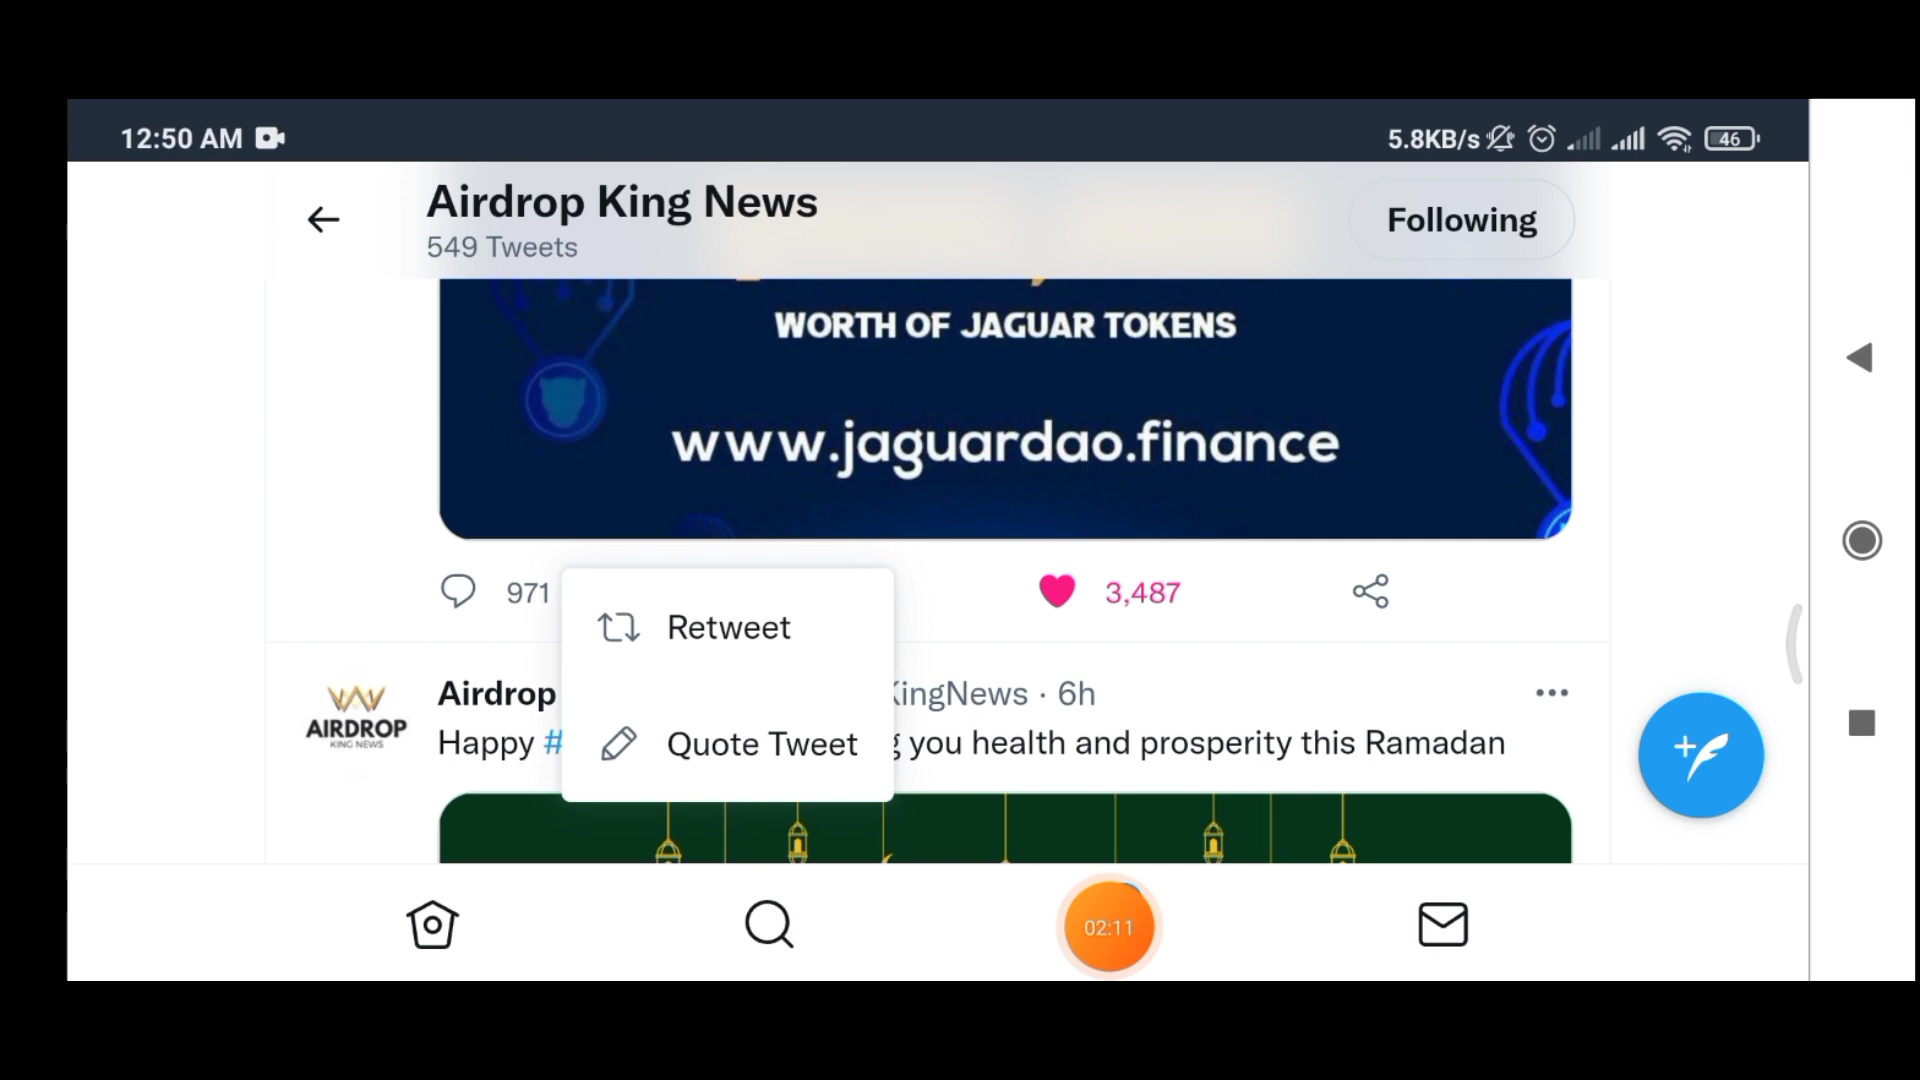 12:50 AM
5.8KB/s
46
Airdrop King News
549 Tweets
Following
WORTH OF JAGUAR TOKENS
www.jaguardao.finance
971
3,487
Retweet
Quote Tweet
Airdrop
KingNews · 6h
AIRDROP
KING NEWS
Happy #
you health and prosperity this Ramadan
02:11